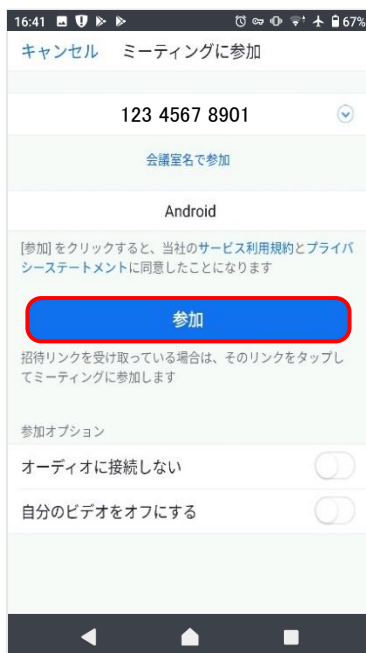 16:41
67%
キャンセル ミーティングに参加
123 4567 8901
会議室名で参加
Android
[参加] をクリックすると、当社のサービス利用規約とプライバ
シーステートメントに同意したことになります
参加
招待リンクを受け取っている場合は、そのリンクをタップし
てミーティングに参加します
参加オプション
オーディオに接続しない
自分のビデオをオフにする